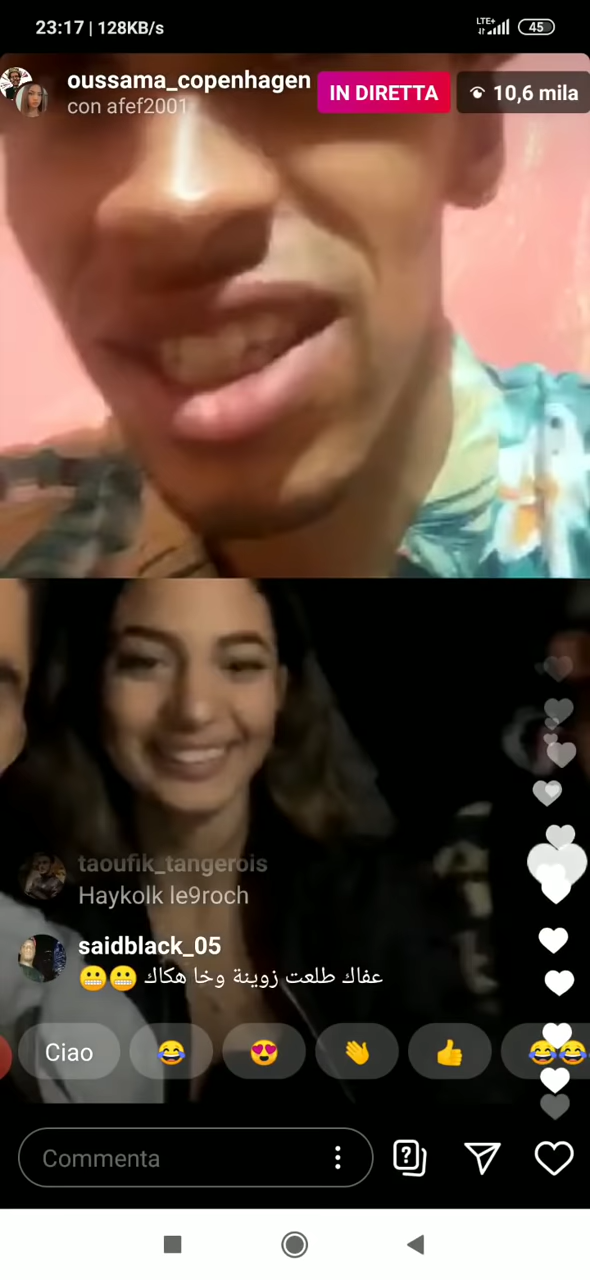 23:17 | 128KB/s
LTE+
45
oussama_copenhagen
con afef2001
IN DIRETTA
10,6 mila
taoufik_tangerois
Haykolk le9roch
saidblack_05
عفاك طلعت زوينة وخا هكاك 😬😬
Ciao 😂 😍 👋 👍 😂😂
Commenta